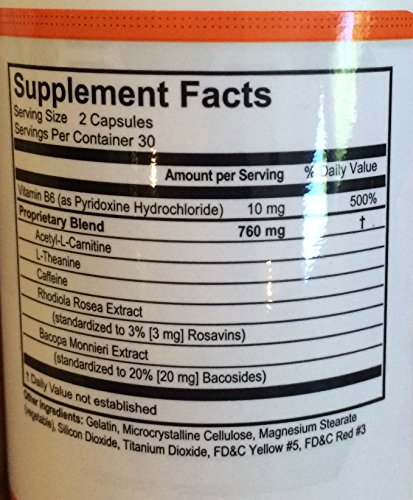 Supplement Facts
Serving Size 2 Capsules
Servings Per Container 30
Amount per Serving % Daily Value
Vitamin B6 (as Pyridoxine Hydrochloride) 10 mg 500%
Proprietary Blend 760 mg †
Acetyl-L-Carnitine
L-Theanine
Caffeine
Rhodiola Rosea Extract
(standardized to 3% [3 mg] Rosavins)
Bacopa Monnieri Extract
(standardized to 20% [20 mg] Bacosides)
† Daily Value not established
Other Ingredients: Gelatin, Microcrystalline Cellulose, Magnesium Stearate
(vegetable), Silicon Dioxide, Titanium Dioxide, FD&C Yellow #5, FD&C Red #3